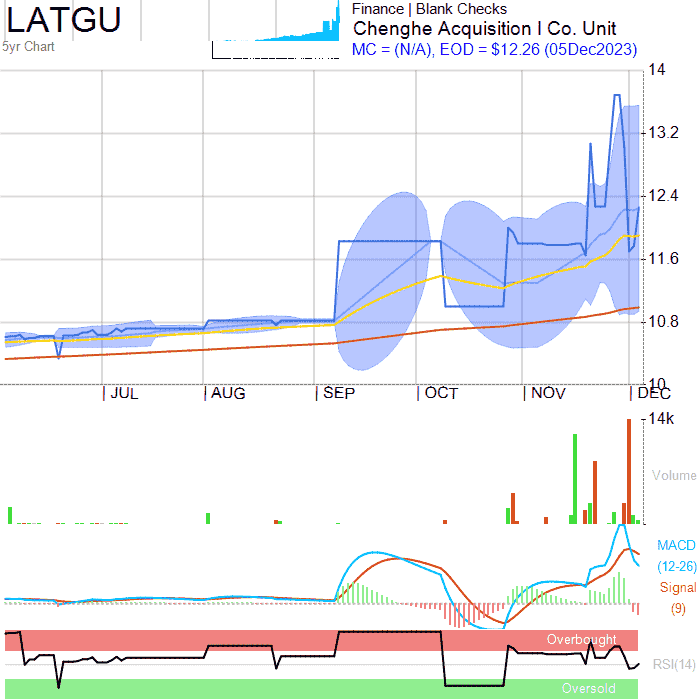 LATGU
5yr Chart
Finance | Blank Checks
Chenghe Acquisition I Co. Unit
MC = (N/A), EOD = $12.26 (05Dec2023)
14
13.2
12.4
11.6
10.8
10
JUL AUG SEP OCT NOV DEC
14k
Volume
MACD
(12-26)
Signal
(9)
Overbought
RSI(14)
Oversold